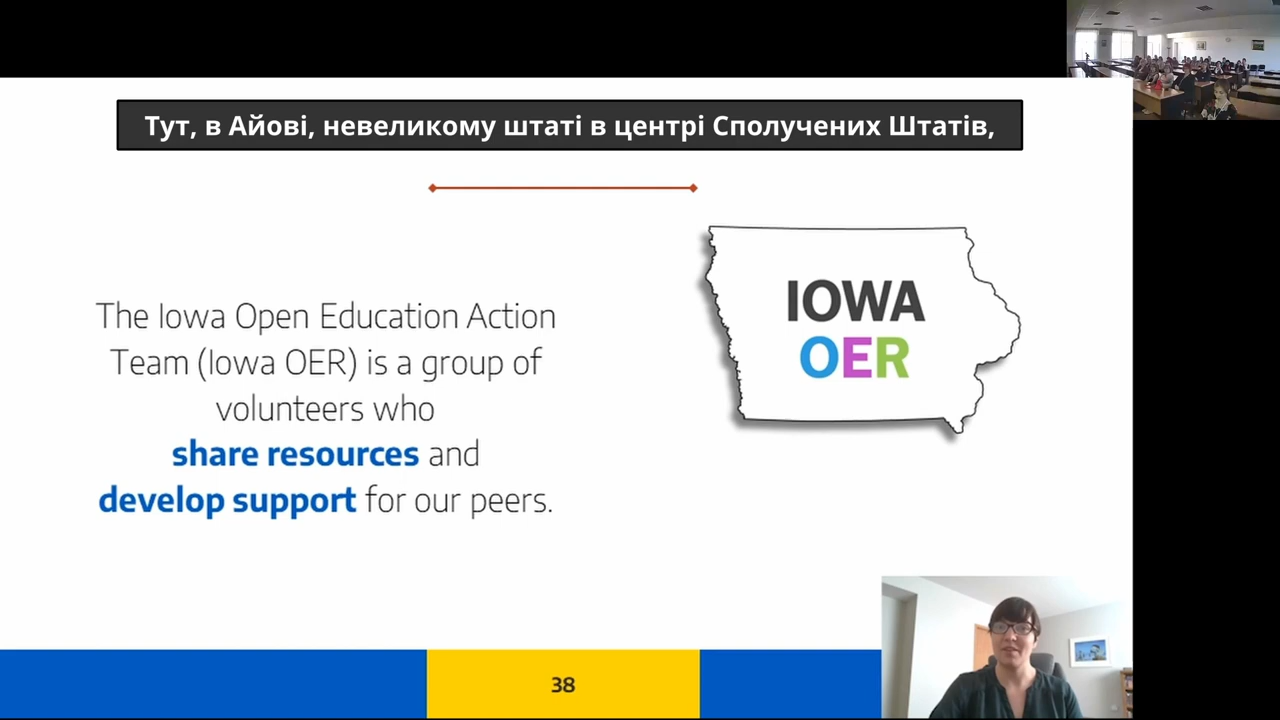 Тут, в Айові, невеликому штаті в центрі Сполучених Штатів,
The Iowa Open Education Action
Team (Iowa OER) is a group of
volunteers who
share resources and
develop support for our peers.
IOWA
OER
38